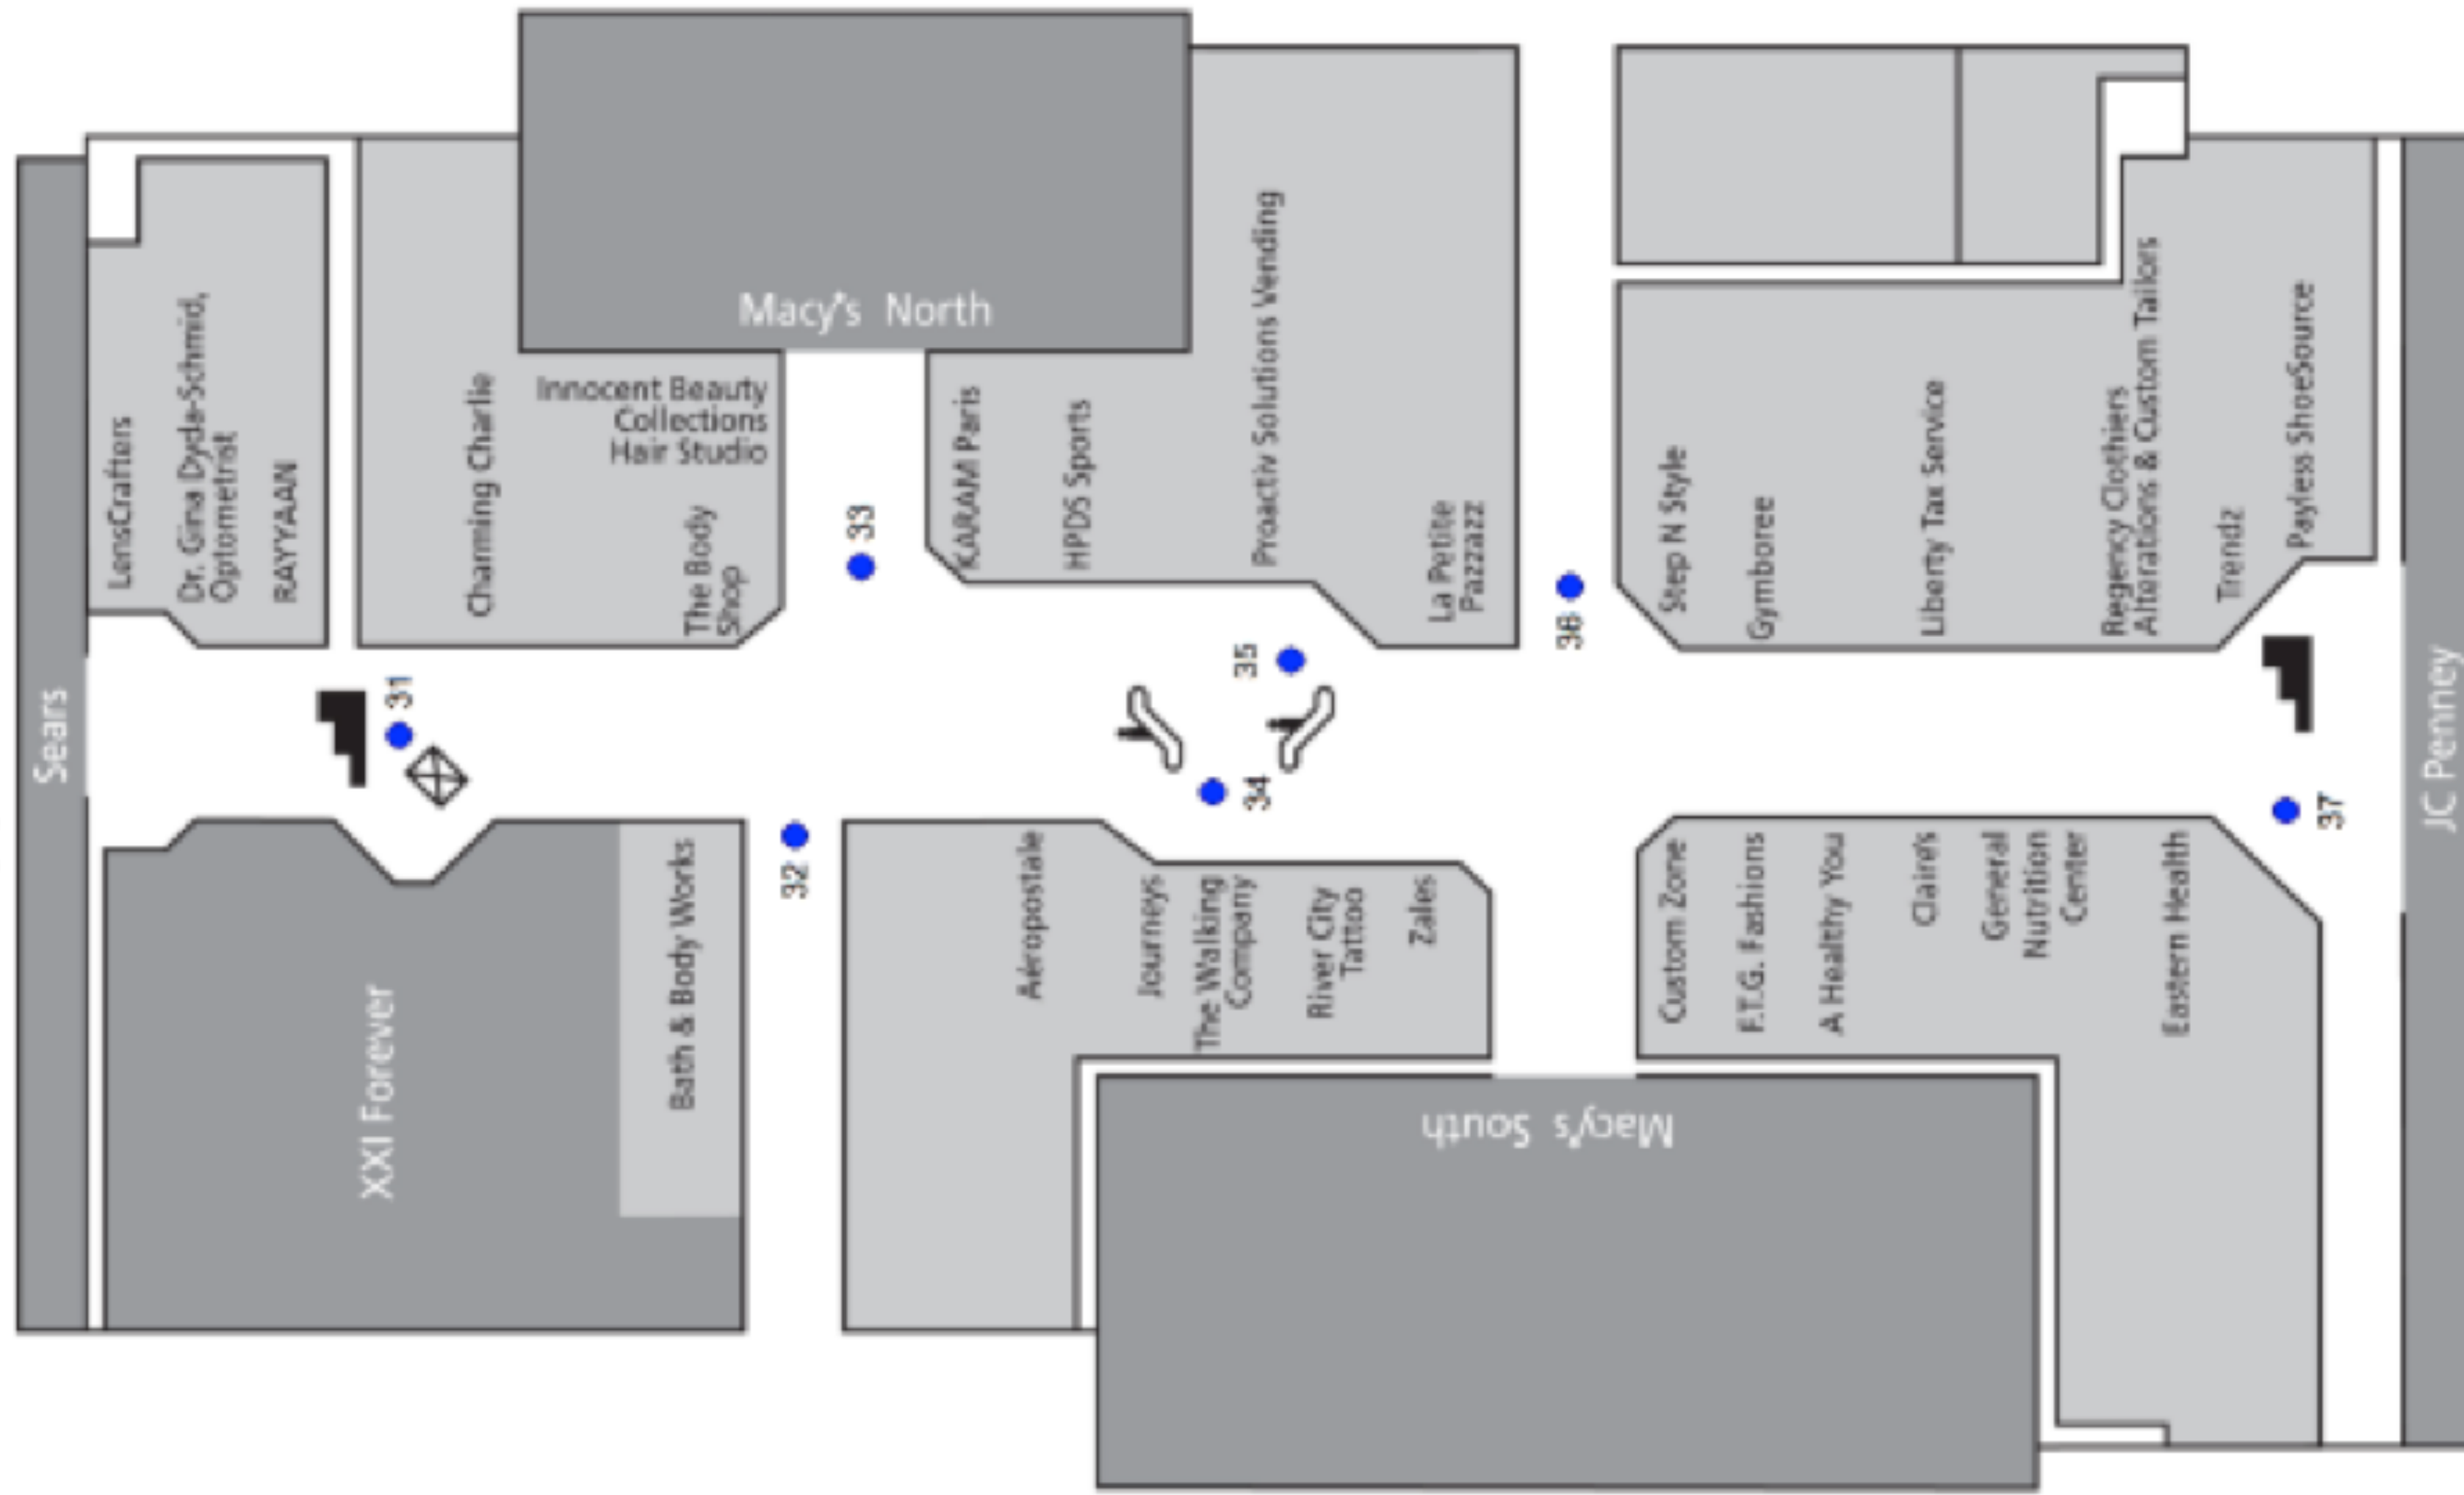 Sears
LensCrafters
Dr. Gina Dyda-Schmid,
Optometrist
RAYYAAN
Charming Charlie
Innocent Beauty
Collections
Hair Studio
The Body
Shop
Macy's North
KARAM Paris
HPDS Sports
Proactiv Solutions Vending
La Petite
Pazzazz
Step N Style
Gymboree
Liberty Tax Service
Regency Clothiers
Alterations & Custom Tailors
Trendz
Payless ShoeSource
JC Penney
31
32
33
34
35
36
37
XXI Forever
Bath & Body Works
Aéropostale
Journeys
The Walking
Company
River City
Tattoo
Zales
Custom Zone
F.T.G. Fashions
A Healthy You
Claire's
General
Nutrition
Center
Eastern Health
Macy's South